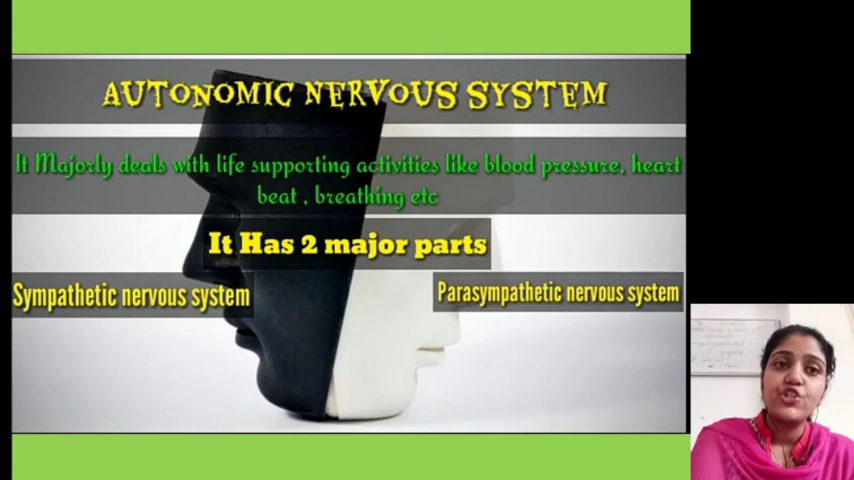 AUTONOMIC NERVOUS SYSTEM
It Majorly deals with life supporting activities like blood pressure, heart
beat , breathing etc
It Has 2 major parts
Sympathetic nervous system
Parasympathetic nervous system